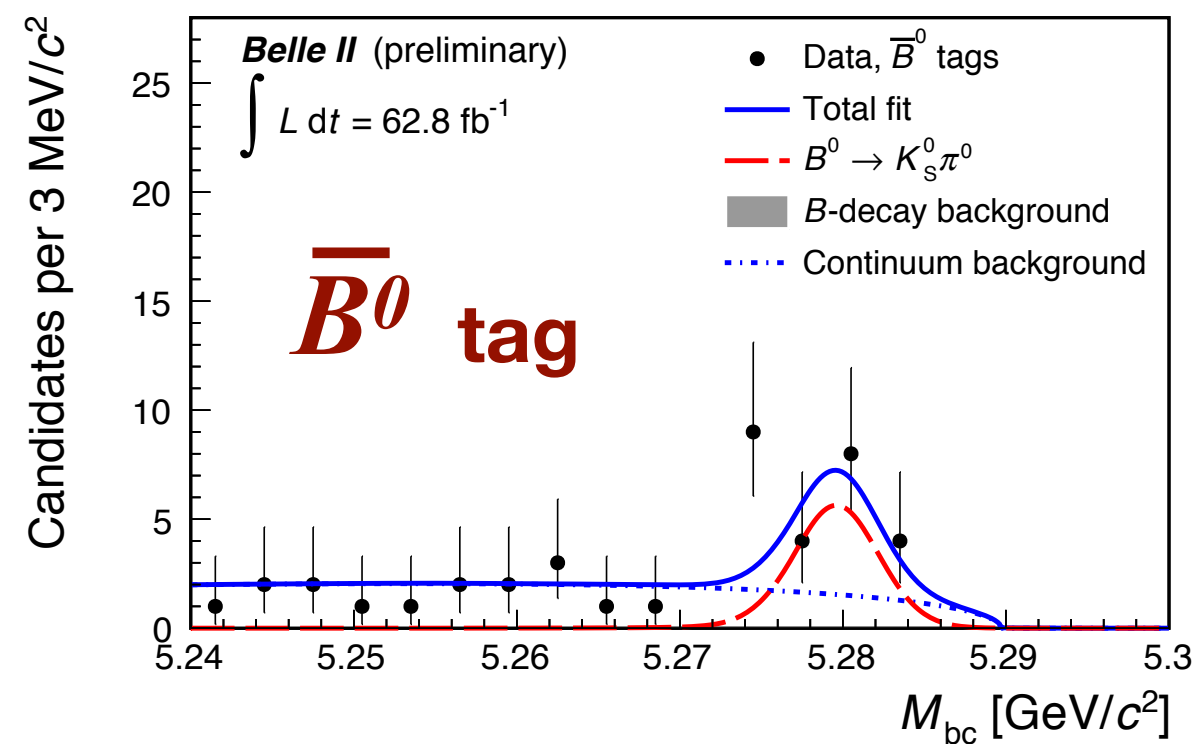 Belle II (preliminary)
∫ L dt = 62.8 fb⁻¹
Data, B̅⁰ tags
Total fit
B⁰ → K⁰_S π⁰
B-decay background
Continuum background
B̅⁰ tag
Candidates per 3 MeV/c²
25
20
15
10
5
0
5.24 5.25 5.26 5.27 5.28 5.29 5.3
M_bc [GeV/c²]